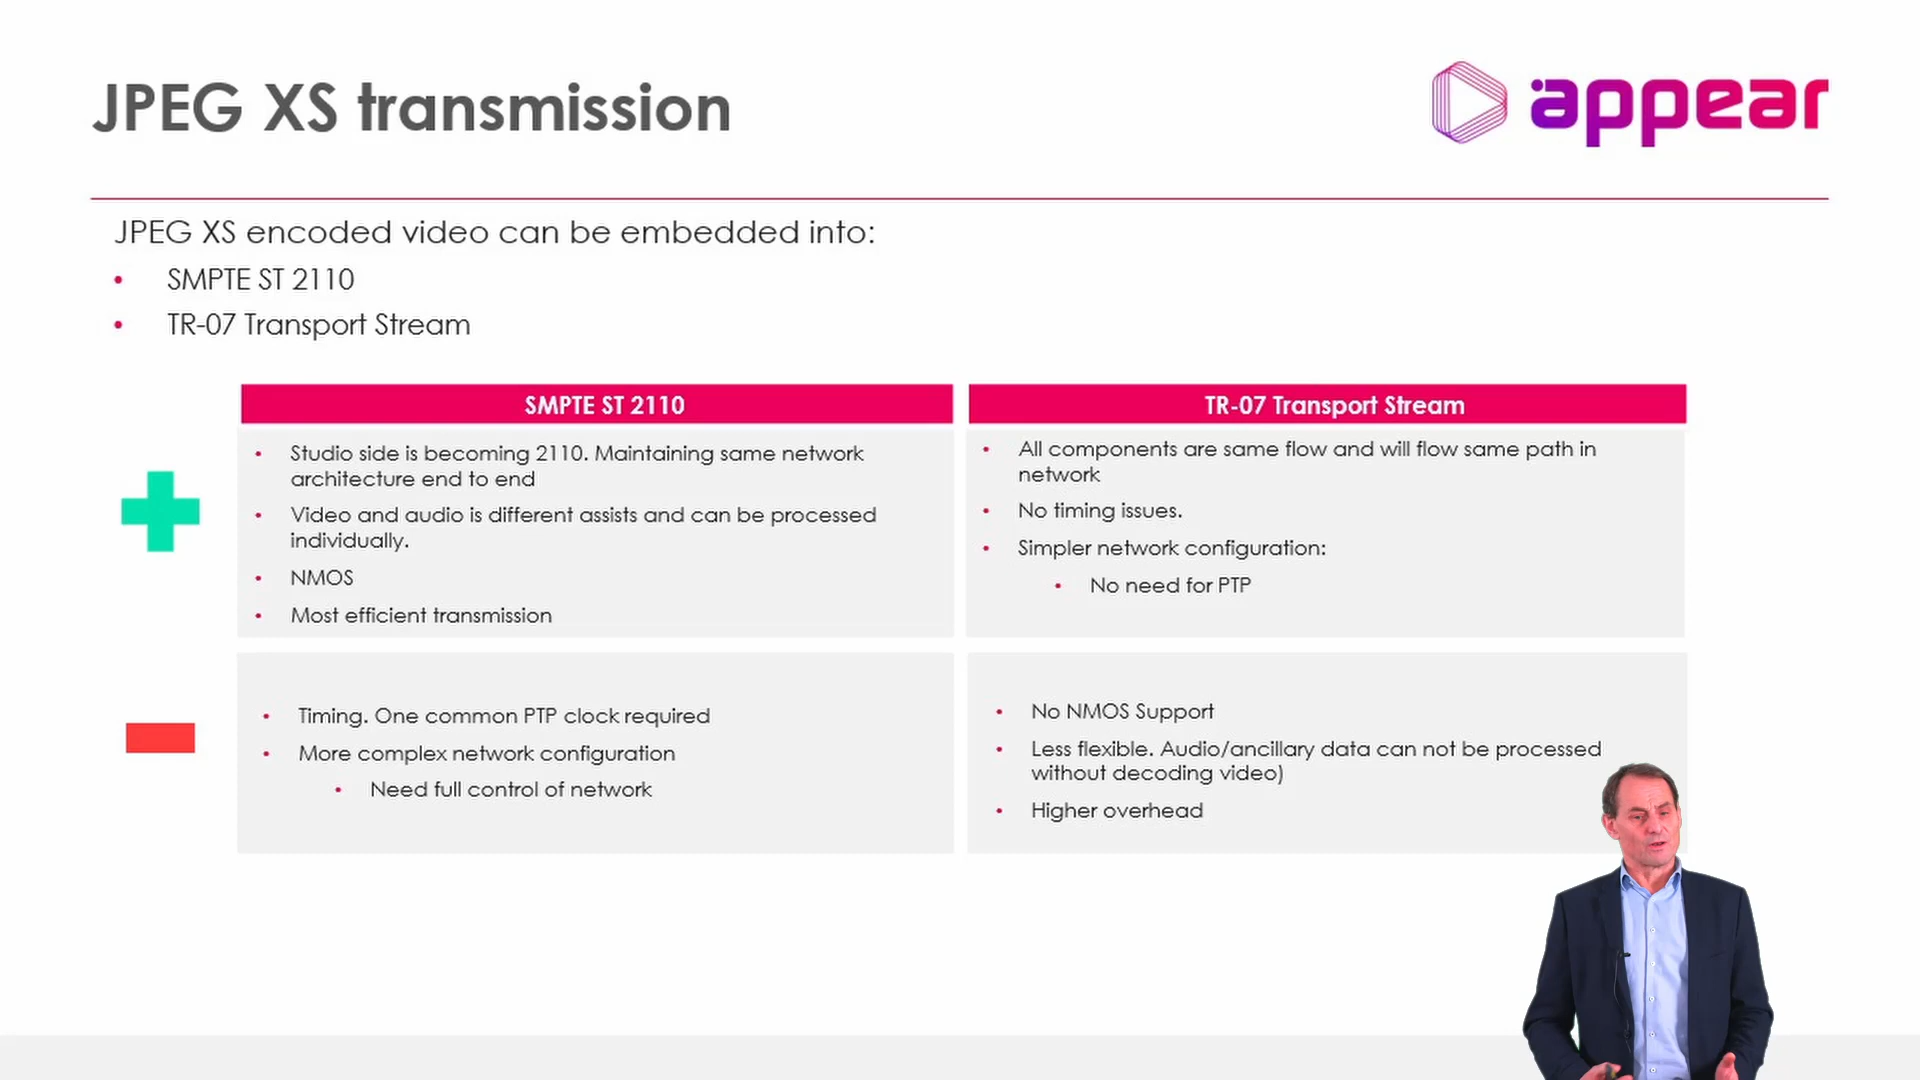 JPEG XS transmission
appear
JPEG XS encoded video can be embedded into:
• SMPTE ST 2110
• TR-07 Transport Stream
SMPTE ST 2110
• Studio side is becoming 2110. Maintaining same network
architecture end to end
• Video and audio is different assists and can be processed
individually.
• NMOS
• Most efficient transmission
TR-07 Transport Stream
• All components are same flow and will flow same path in
network
• No timing issues.
• Simpler network configuration:
• No need for PTP
• Timing. One common PTP clock required
• More complex network configuration
• Need full control of network
• No NMOS Support
• Less flexible. Audio/ancillary data can not be processed
without decoding video)
• Higher overhead